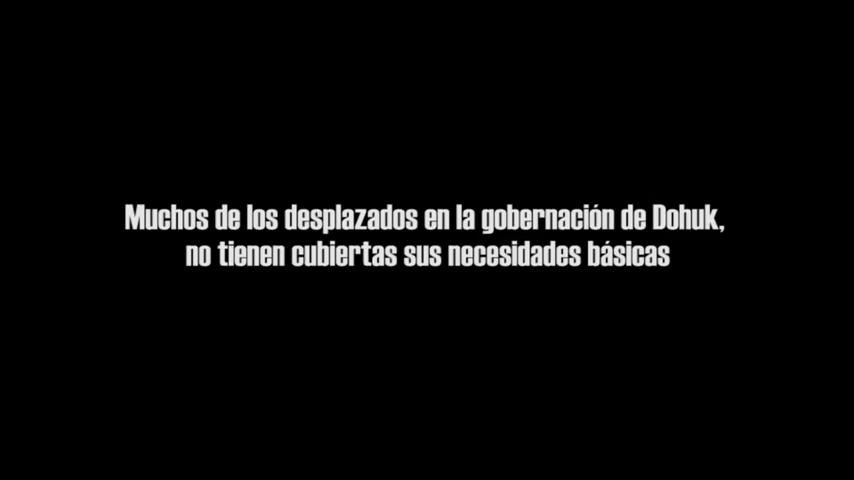 Muchos de los desplazados en la gobernación de Dohuk,
no tienen cubiertas sus necesidades básicas